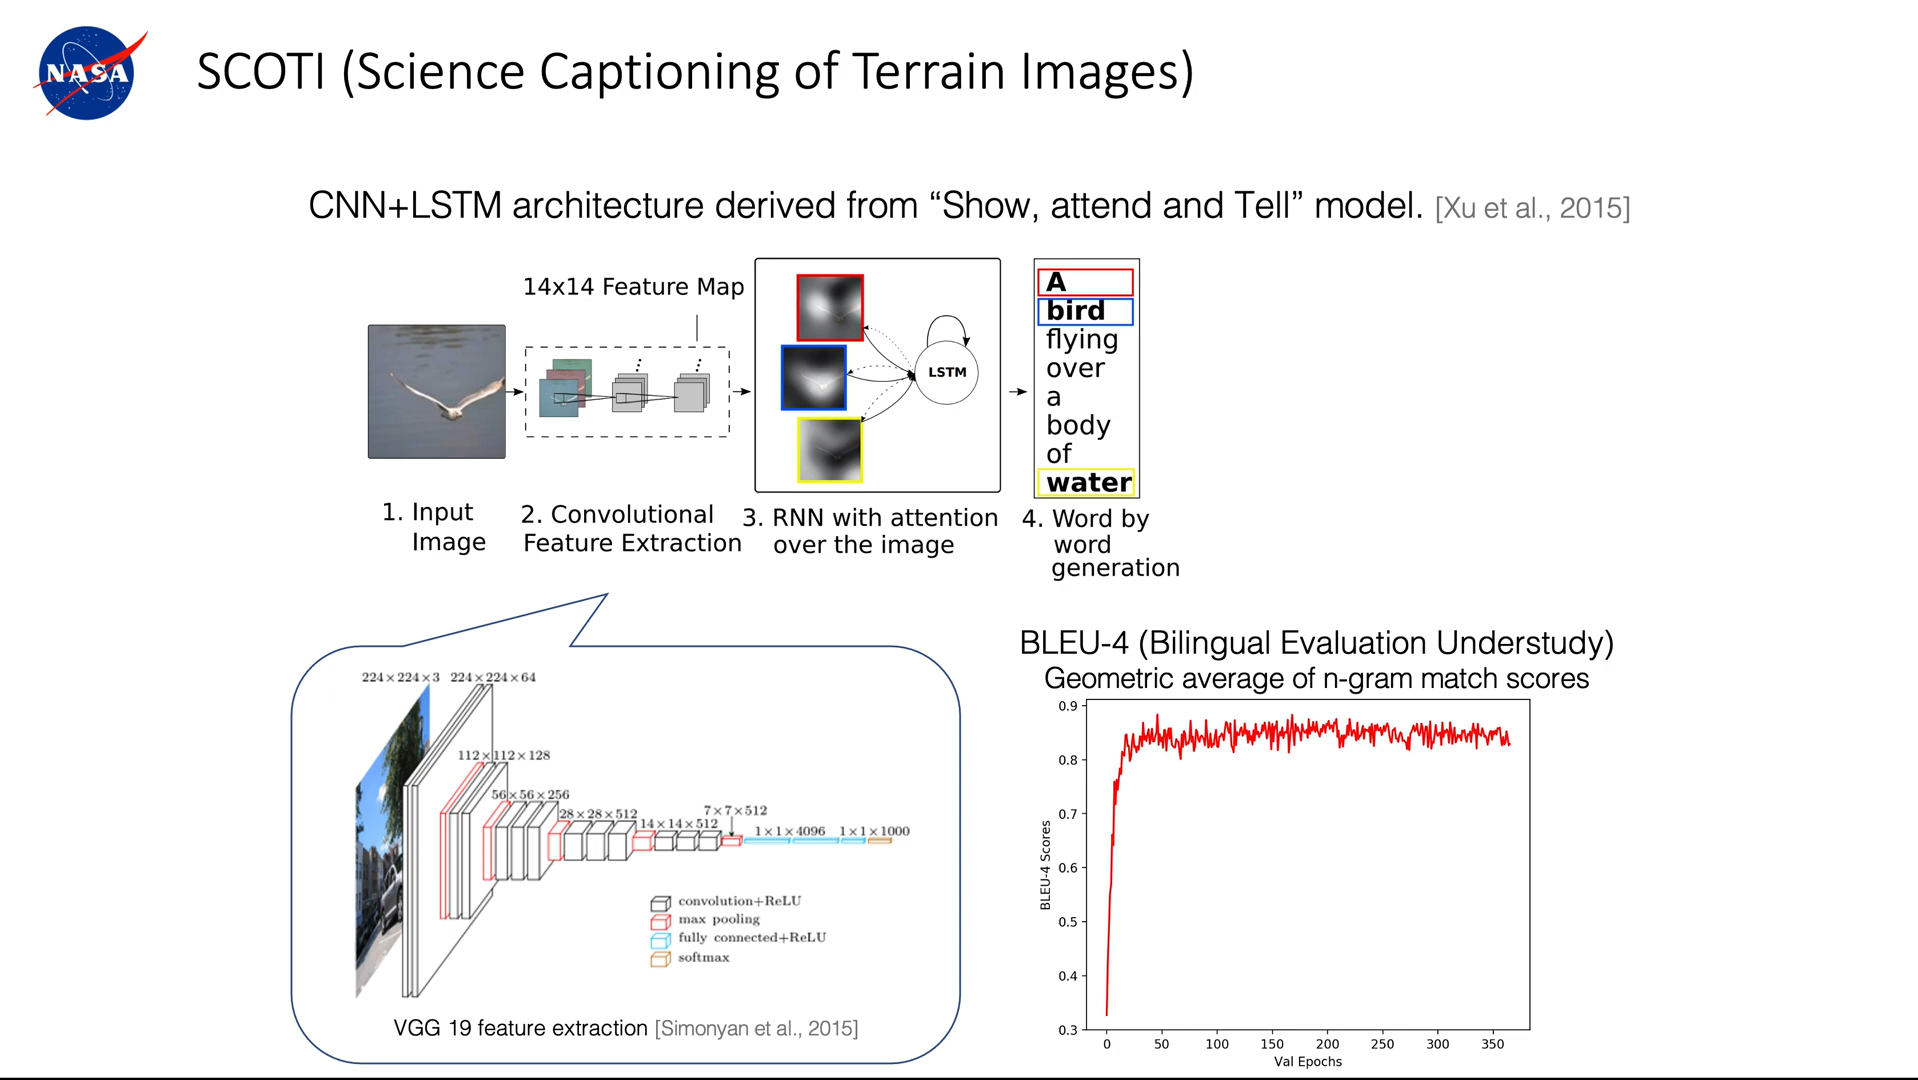 NASA
SCOTI (Science Captioning of Terrain Images)
CNN+LSTM architecture derived from “Show, attend and Tell” model. [Xu et al., 2015]
14x14 Feature Map
LSTM
A
bird
flying
over
a
body
of
water
1. Input
Image
2. Convolutional
Feature Extraction
3. RNN with attention
over the image
4. Word by
word
generation
224×224×3 224×224×64
112×112×128
56×56×256
28×28×512
14×14×512
7×7×512
1×1×4096 1×1×1000
convolution+ReLU
max pooling
fully connected+ReLU
softmax
VGG 19 feature extraction [Simonyan et al., 2015]
BLEU-4 (Bilingual Evaluation Understudy)
Geometric average of n-gram match scores
0.9
0.8
0.7
0.6
0.5
0.4
0.3
BLEU-4 Scores
0 50 100 150 200 250 300 350
Val Epochs